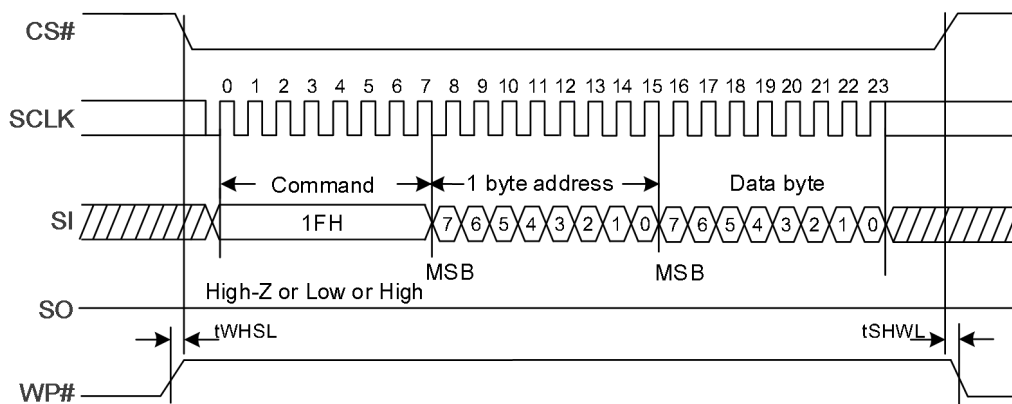 CS#
0 1 2 3 4 5 6 7 8 9 10 11 12 13 14 15 16 17 18 19 20 21 22 23
SCLK
Command 1 byte address Data byte
SI 1FH 7 6 5 4 3 2 1 0 7 6 5 4 3 2 1 0
MSB MSB
High-Z or Low or High
SO
tWHSL tSHWL
WP#